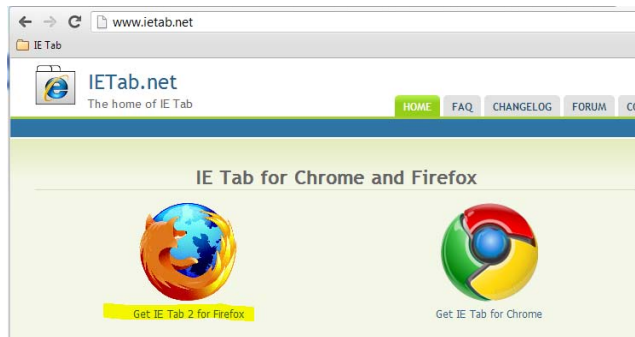 www.ietab.net
IE Tab
IETab.net
The home of IE Tab
HOME FAQ CHANGELOG FORUM
IE Tab for Chrome and Firefox
Get IE Tab 2 for Firefox Get IE Tab for Chrome